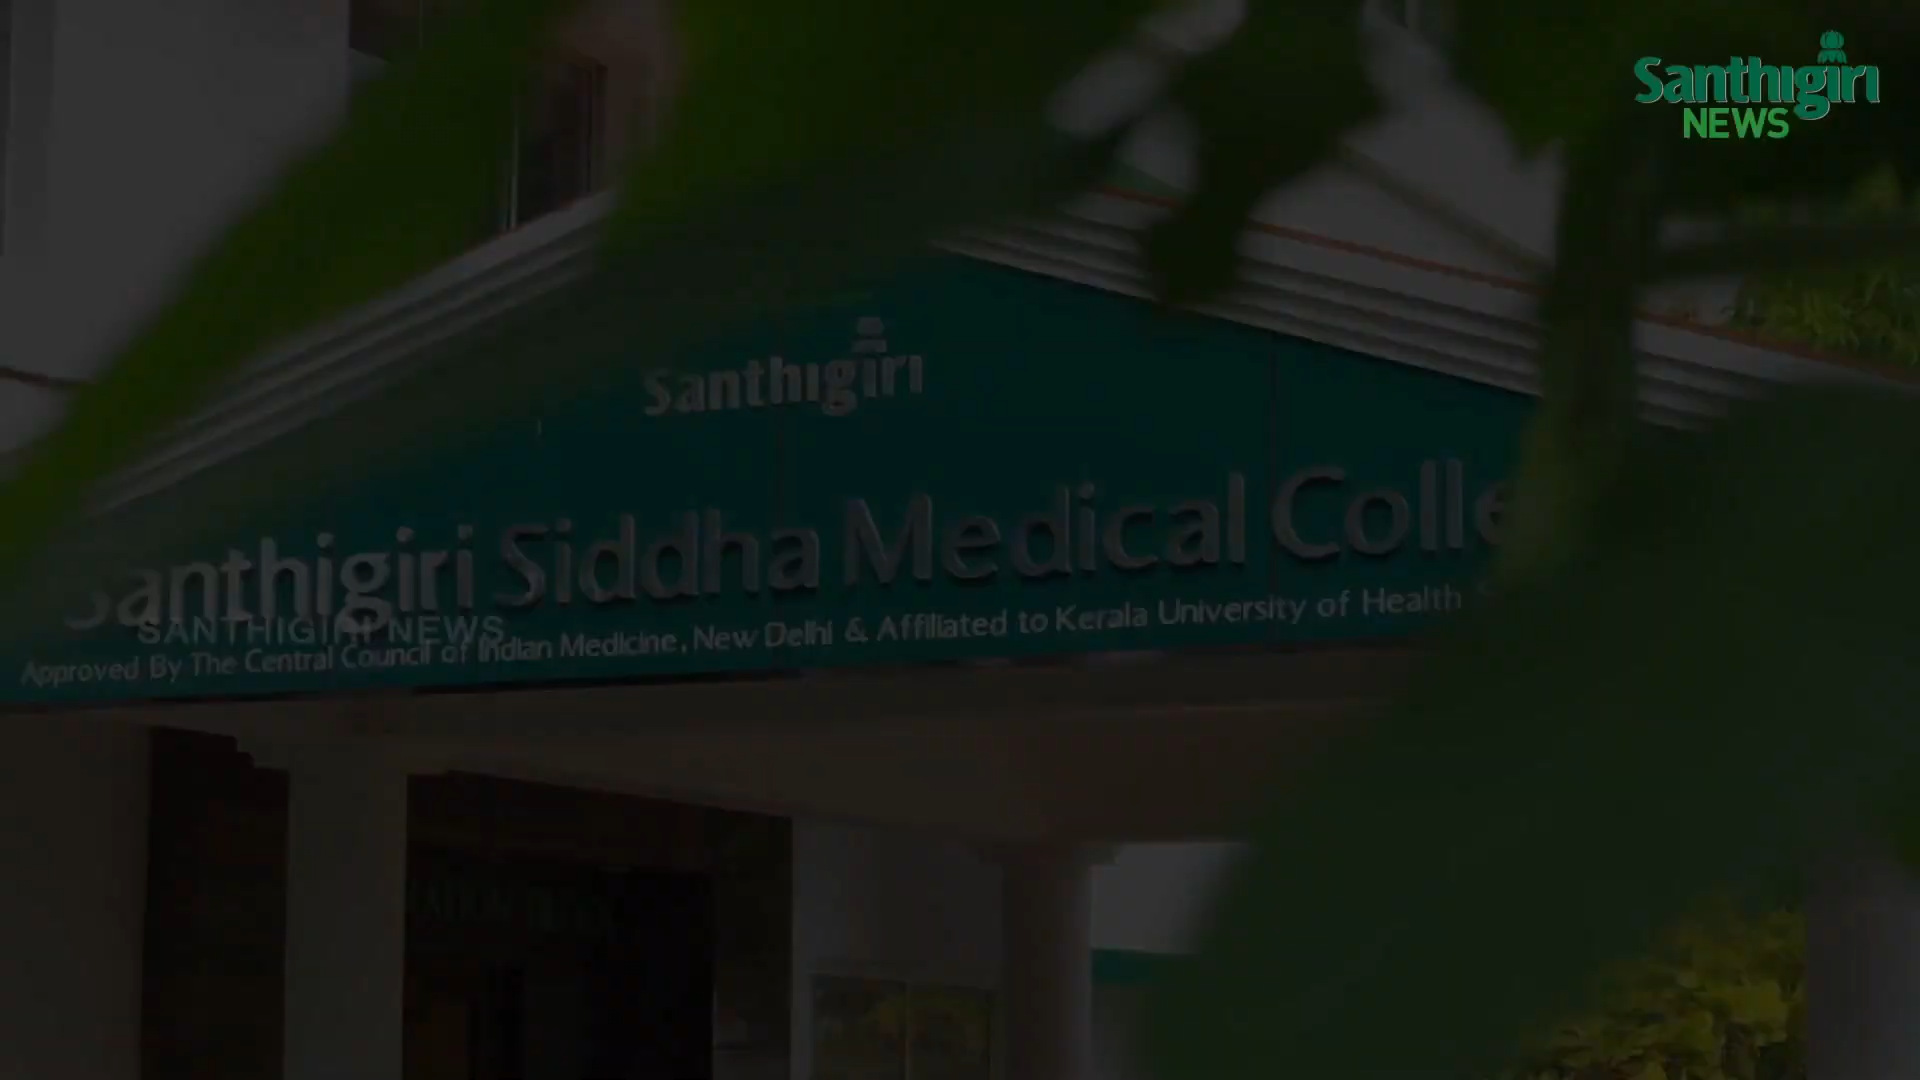 Santhigiri
NEWS
Santhigiri
Santhigiri Siddha Medical Colle
SANTHIGIRI NEWS
Approved By The Central Council of Indian Medicine, New Delhi & Affiliated to Kerala University of Health